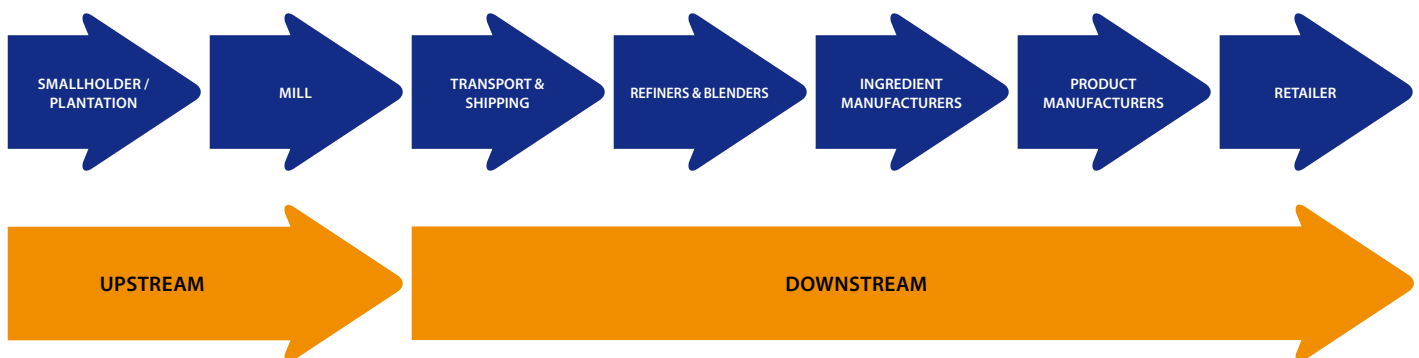 SMALLHOLDER /
PLANTATION
MILL
TRANSPORT &
SHIPPING
REFINERS & BLENDERS
INGREDIENT
MANUFACTURERS
PRODUCT
MANUFACTURERS
RETAILER
UPSTREAM
DOWNSTREAM